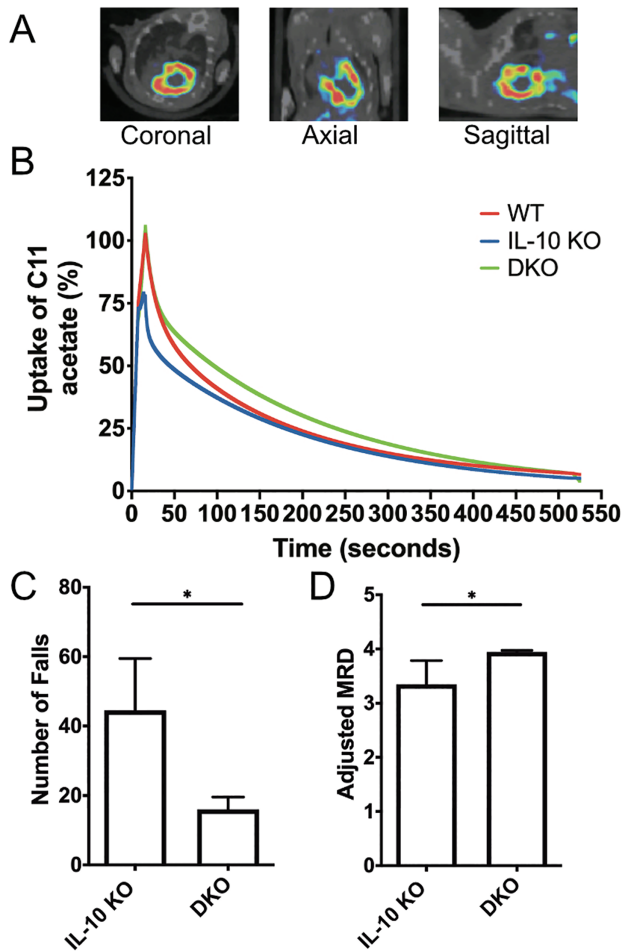 A
Coronal
Axial
Sagittal
B
125
100
75
50
25
0
Uptake of C11
acetate (%)
WT
IL-10 KO
DKO
0 50 100 150 200 250 300 350 400 450 500 550
Time (seconds)
C
80
60
40
20
0
Number of Falls
*
IL-10 KO
DKO
D
5
4
3
2
1
0
Adjusted MRD
*
IL-10 KO
DKO